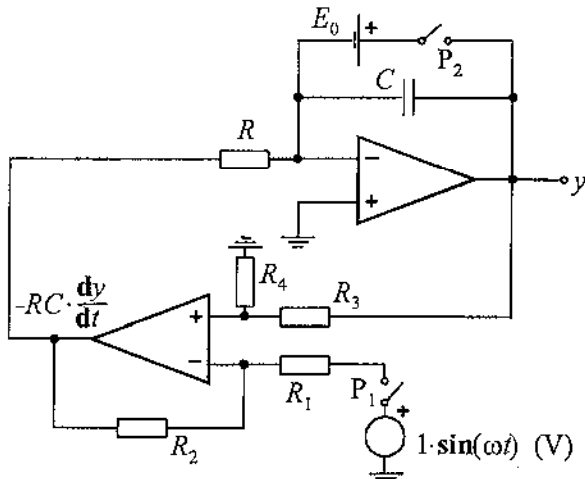 E₀ +
P₂
C
R
−
+
y
R₄
-RC·dy/dt
+
R₃
−
R₁
P₁
+
R₂
1·sin(ωt) (V)